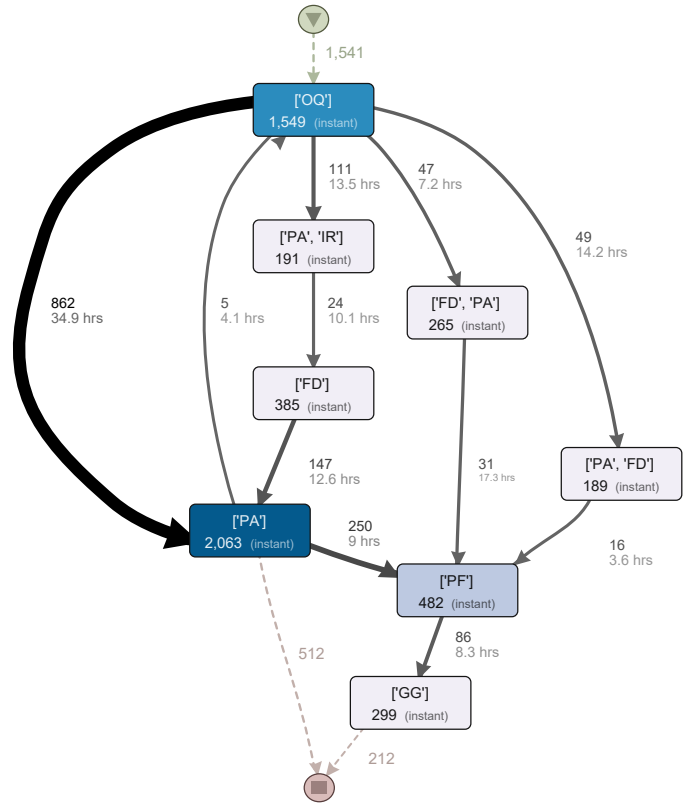 1,541
['OQ']
1,549 (instant)
111
13.5 hrs
47
7.2 hrs
49
14.2 hrs
['PA', 'IR']
191 (instant)
862
34.9 hrs
5
4.1 hrs
24
10.1 hrs
['FD', 'PA']
265 (instant)
['FD']
385 (instant)
147
12.6 hrs
31
17.3 hrs
['PA', 'FD']
189 (instant)
['PA']
2,063 (instant)
250
9 hrs
16
3.6 hrs
['PF']
482 (instant)
86
8.3 hrs
512
['GG']
299 (instant)
212